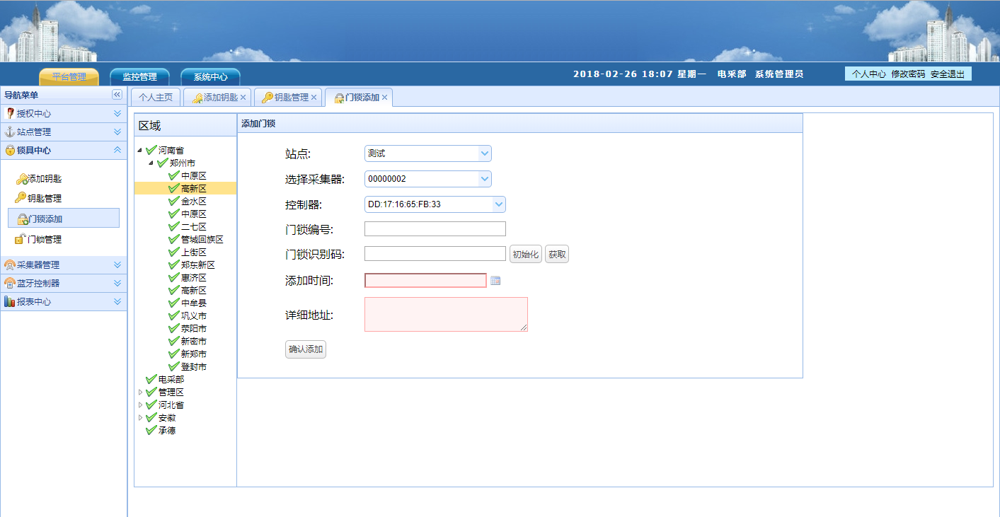 平台管理 监控管理 系统中心 2018-02-26 18:07 星期一 电采部 系统管理员 个人中心 修改密码 安全退出
导航菜单
授权中心
站点管理
锁具中心
添加钥匙
钥匙管理
门锁添加
门锁管理
采集器管理
蓝牙控制器
报表中心
个人主页 添加钥匙 钥匙管理 门锁添加
区域
河南省
郑州市
中原区
高新区
金水区
中原区
二七区
管城回族区
上街区
郑东新区
惠济区
高新区
中牟县
巩义市
荥阳市
新密市
新郑市
登封市
电采部
管理区
河北省
安徽
承德
添加门锁
站点: 测试
选择采集器: 00000002
控制器: DD:17:16:65:FB:33
门锁编号:
门锁识别码: 初始化 获取
添加时间:
详细地址:
确认添加